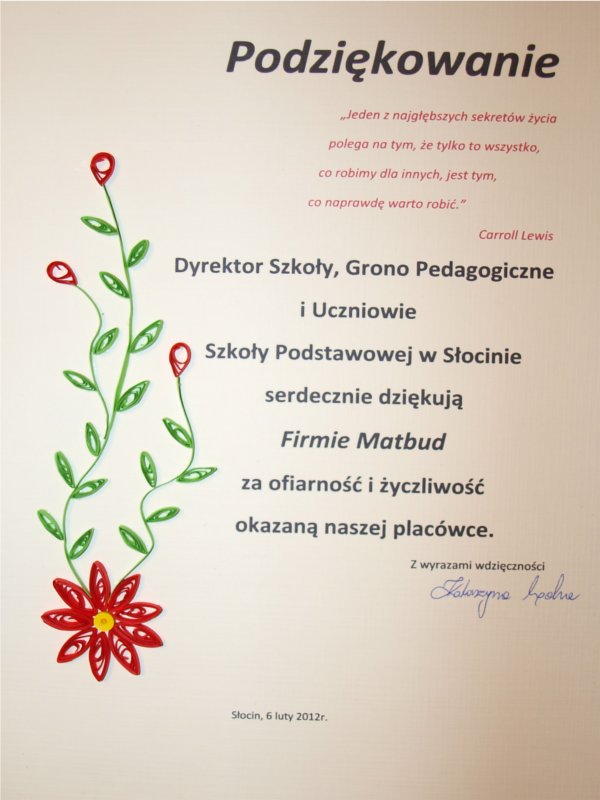 Podziękowanie
„Jeden z najgłębszych sekretów życia
polega na tym, że tylko to wszystko,
co robimy dla innych, jest tym,
co naprawdę warto robić.”
Carroll Lewis
Dyrektor Szkoły, Grono Pedagogiczne
i Uczniowie
Szkoły Podstawowej w Słocinie
serdecznie dziękują
Firmie Matbud
za ofiarność i życzliwość
okazaną naszej placówce.
Z wyrazami wdzięczności
Katarzyna
Słocin, 6 luty 2012r.